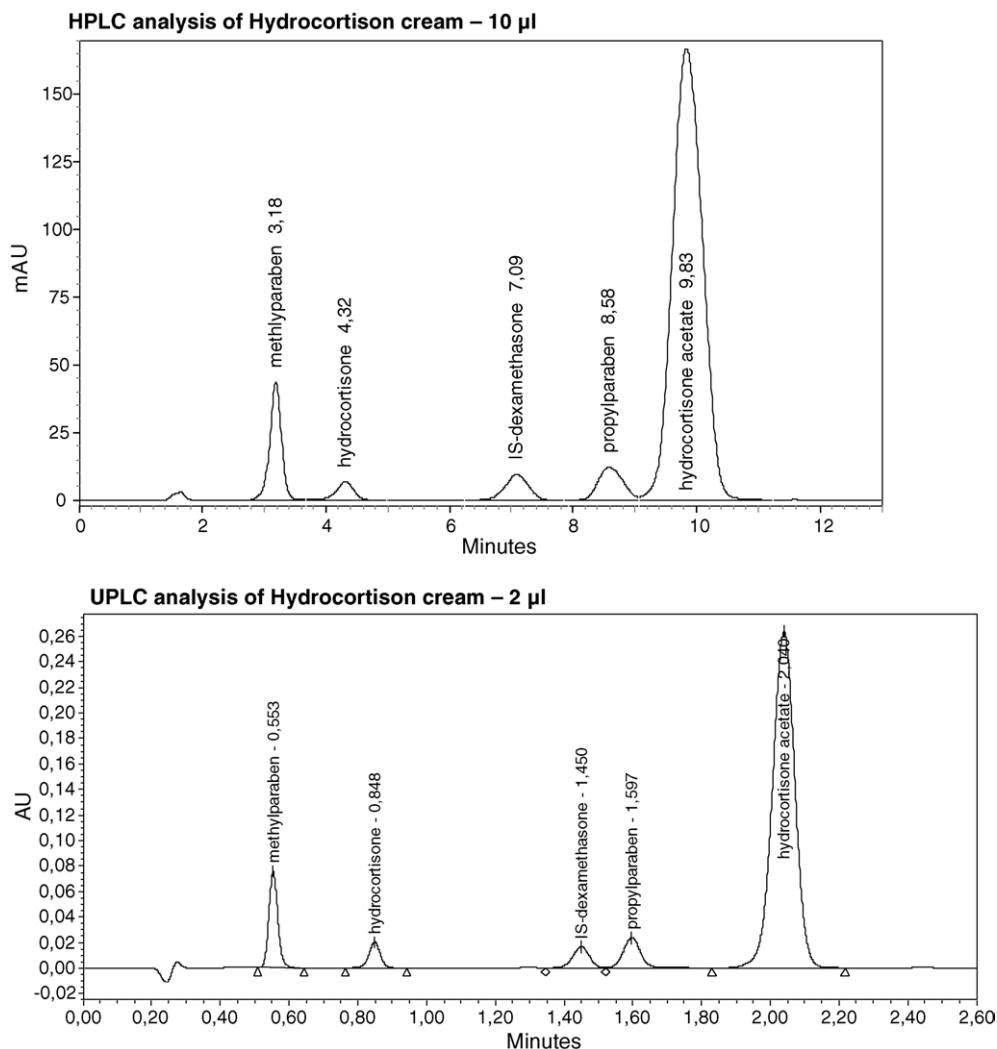 HPLC analysis of Hydrocortison cream – 10 µl
mAU
150
125
100
75
50
25
0
methlyparaben 3,18
hydrocortisone 4,32
IS-dexamethasone 7,09
propylparaben 8,58
hydrocortisone acetate 9,83
0 2 4 6 8 10 12
Minutes
UPLC analysis of Hydrocortison cream – 2 µl
AU
0,26
0,24
0,22
0,20
0,18
0,16
0,14
0,12
0,10
0,08
0,06
0,04
0,02
0,00
-0,02
methylparaben - 0,553
hydrocortisone - 0,848
IS-dexamethasone - 1,450
propylparaben - 1,597
hydrocortisone acetate - 2,040
0,00 0,20 0,40 0,60 0,80 1,00 1,20 1,40 1,60 1,80 2,00 2,20 2,40 2,60
Minutes